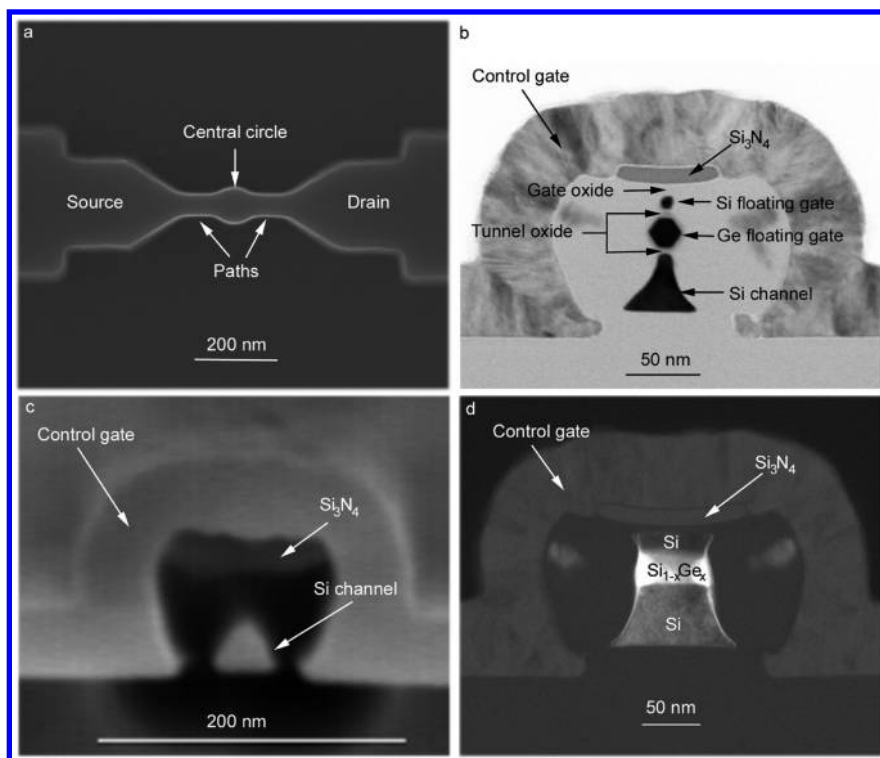 a
Central circle
Source
Drain
Paths
200 nm
b
Control gate
Si₃N₄
Gate oxide
Si floating gate
Tunnel oxide
Ge floating gate
Si channel
50 nm
c
Control gate
Si₃N₄
Si channel
200 nm
d
Control gate
Si₃N₄
Si
Si₁₋ₓGeₓ
Si
50 nm